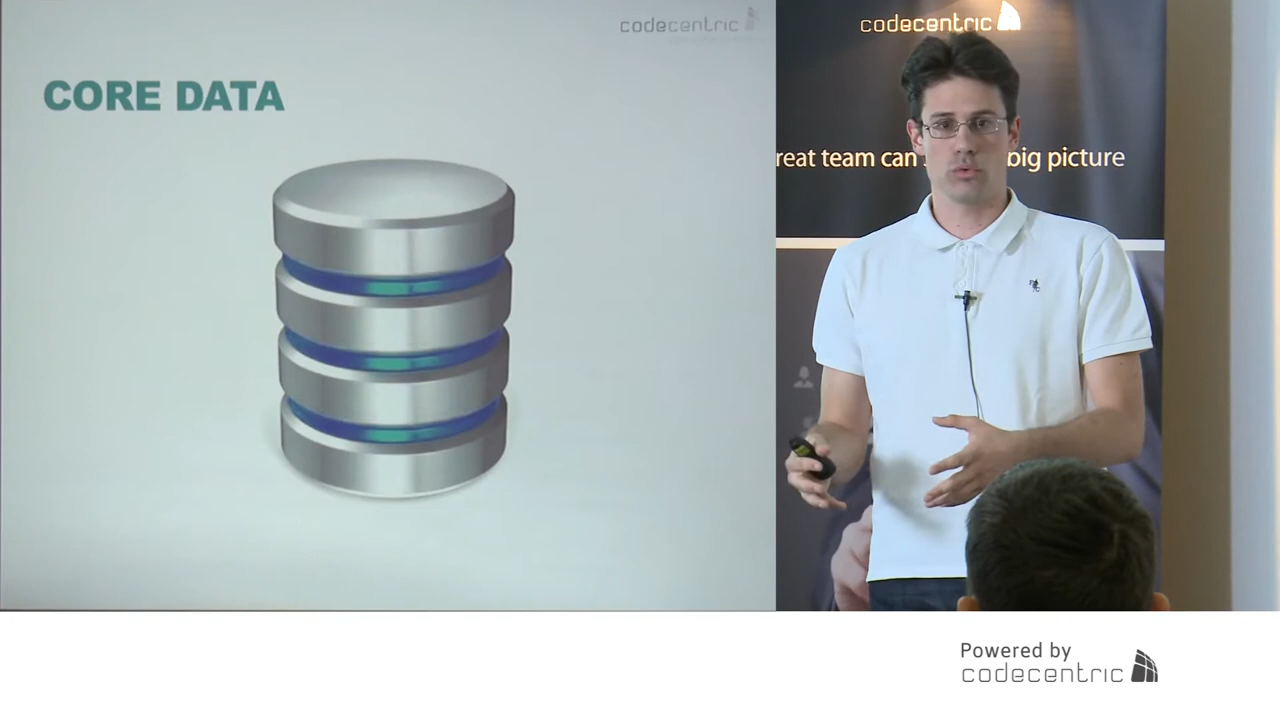 codecentric
CORE DATA
codecentric
reat team can
big picture
Powered by
codecentric